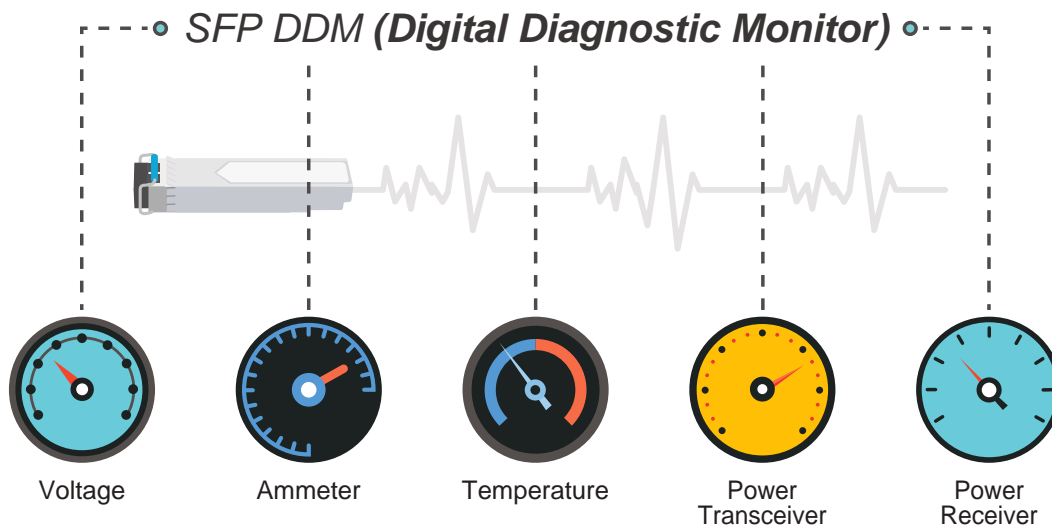 SFP DDM (Digital Diagnostic Monitor)
Voltage
Ammeter
Temperature
Power
Transceiver
Power
Receiver